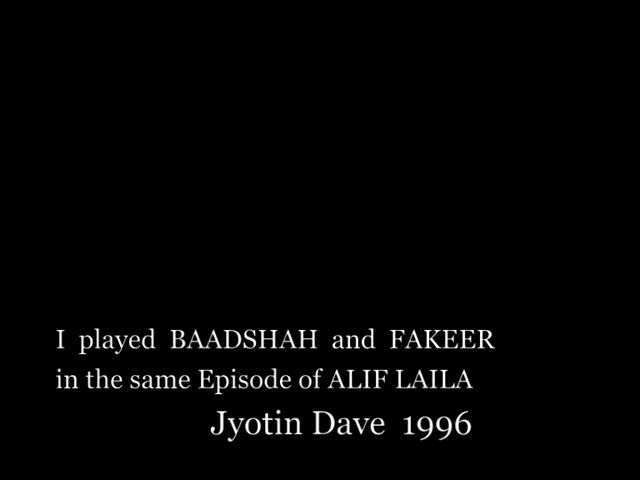 I played BAADSHAH and FAKEER
in the same Episode of ALIF LAILA
Jyotin Dave 1996